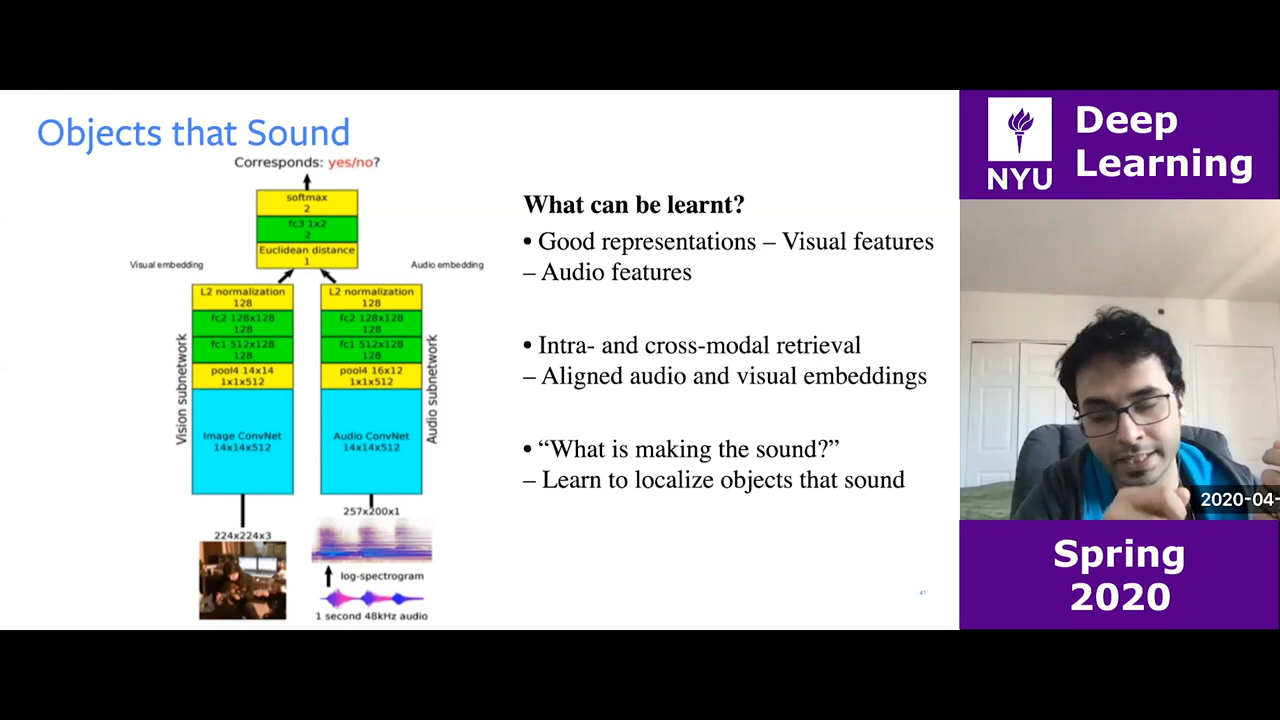 Objects that Sound
Corresponds: yes/no?
softmax
2
fc3 1x2
2
Euclidean distance
1
Visual embedding
Audio embedding
L2 normalization
128
fc2 128x128
128
fc1 512x128
128
pool4 14x14
1x1x512
Image ConvNet
14x14x512
Vision subnetwork
224x224x3
L2 normalization
128
fc2 128x128
128
fc1 512x128
128
pool4 16x12
1x1x512
Audio ConvNet
14x14x512
Audio subnetwork
257x200x1
log-spectrogram
1 second 48kHz audio
What can be learnt?
• Good representations – Visual features
– Audio features
• Intra- and cross-modal retrieval
– Aligned audio and visual embeddings
• “What is making the sound?”
– Learn to localize objects that sound
41
NYU
Deep
Learning
2020-04-
Spring
2020